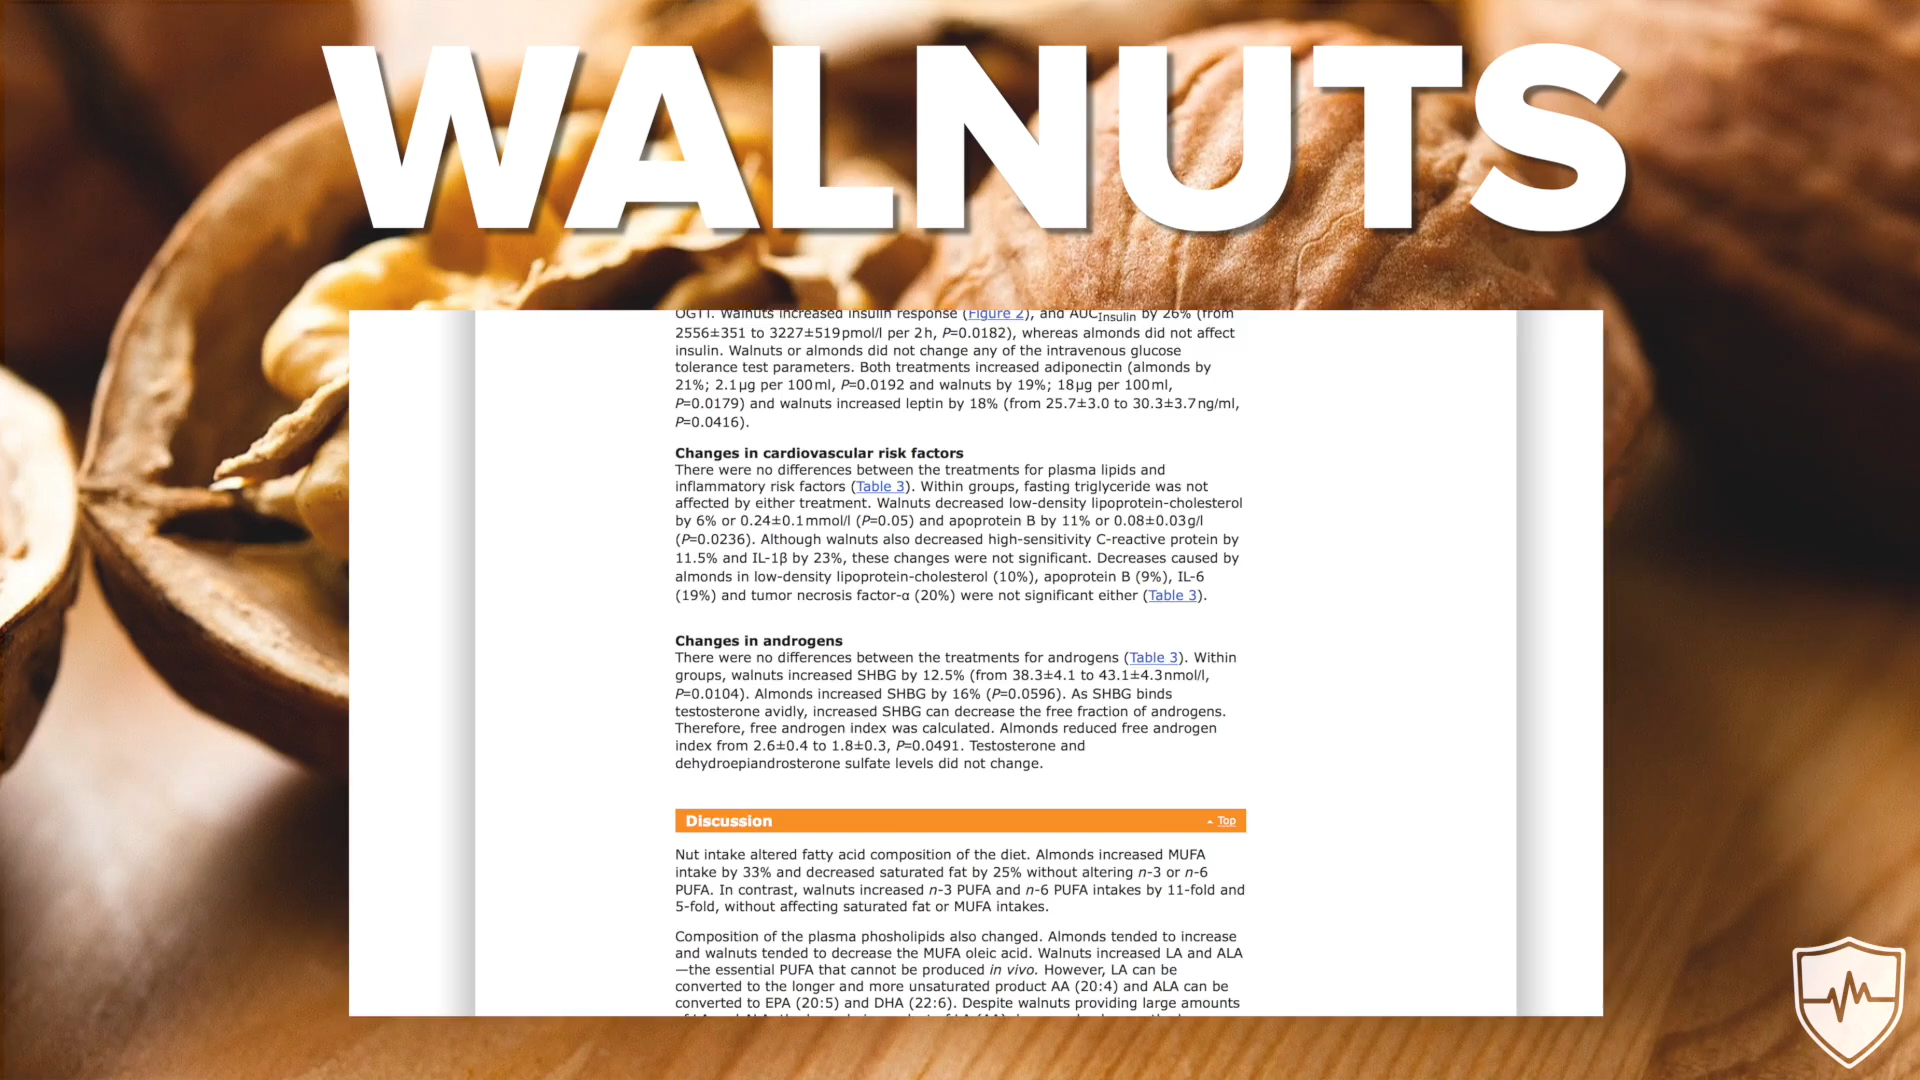 WALNUTS
OGTT. Walnuts increased insulin response (Figure 2), and AUCInsulin by 26% (from
2556±351 to 3227±519 pmol/l per 2 h, P=0.0182), whereas almonds did not affect
insulin. Walnuts or almonds did not change any of the intravenous glucose
tolerance test parameters. Both treatments increased adiponectin (almonds by
21%; 2.1 μg per 100 ml, P=0.0192 and walnuts by 19%; 18 μg per 100 ml,
P=0.0179) and walnuts increased leptin by 18% (from 25.7±3.0 to 30.3±3.7 ng/ml,
P=0.0416).
Changes in cardiovascular risk factors
There were no differences between the treatments for plasma lipids and
inflammatory risk factors (Table 3). Within groups, fasting triglyceride was not
affected by either treatment. Walnuts decreased low-density lipoprotein-cholesterol
by 6% or 0.24±0.1 mmol/l (P=0.05) and apoprotein B by 11% or 0.08±0.03 g/l
(P=0.0236). Although walnuts also decreased high-sensitivity C-reactive protein by
11.5% and IL-1β by 23%, these changes were not significant. Decreases caused by
almonds in low-density lipoprotein-cholesterol (10%), apoprotein B (9%), IL-6
(19%) and tumor necrosis factor-α (20%) were not significant either (Table 3).
Changes in androgens
There were no differences between the treatments for androgens (Table 3). Within
groups, walnuts increased SHBG by 12.5% (from 38.3±4.1 to 43.1±4.3 nmol/l,
P=0.0104). Almonds increased SHBG by 16% (P=0.0596). As SHBG binds
testosterone avidly, increased SHBG can decrease the free fraction of androgens.
Therefore, free androgen index was calculated. Almonds reduced free androgen
index from 2.6±0.4 to 1.8±0.3, P=0.0491. Testosterone and
dehydroepiandrosterone sulfate levels did not change.
Discussion Top
Nut intake altered fatty acid composition of the diet. Almonds increased MUFA
intake by 33% and decreased saturated fat by 25% without altering n-3 or n-6
PUFA. In contrast, walnuts increased n-3 PUFA and n-6 PUFA intakes by 11-fold and
5-fold, without affecting saturated fat or MUFA intakes.
Composition of the plasma phosholipids also changed. Almonds tended to increase
and walnuts tended to decrease the MUFA oleic acid. Walnuts increased LA and ALA
—the essential PUFA that cannot be produced in vivo. However, LA can be
converted to the longer and more unsaturated product AA (20:4) and ALA can be
converted to EPA (20:5) and DHA (22:6). Despite walnuts providing large amounts